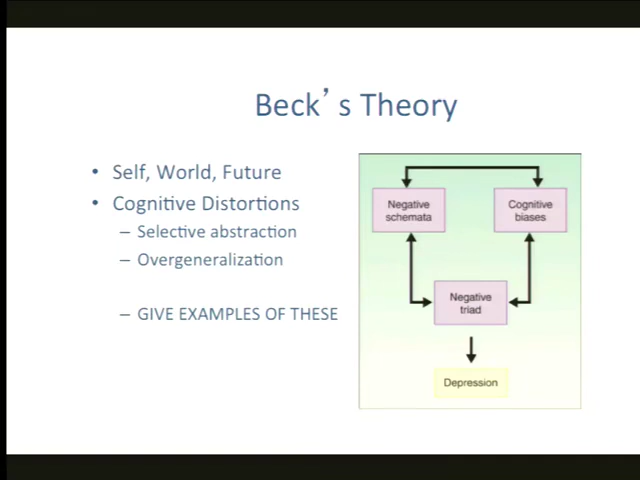 Beck's Theory
• Self, World, Future
• Cognitive Distortions
– Selective abstraction
– Overgeneralization
– GIVE EXAMPLES OF THESE
Negative
schemata
Cognitive
biases
Negative
triad
Depression